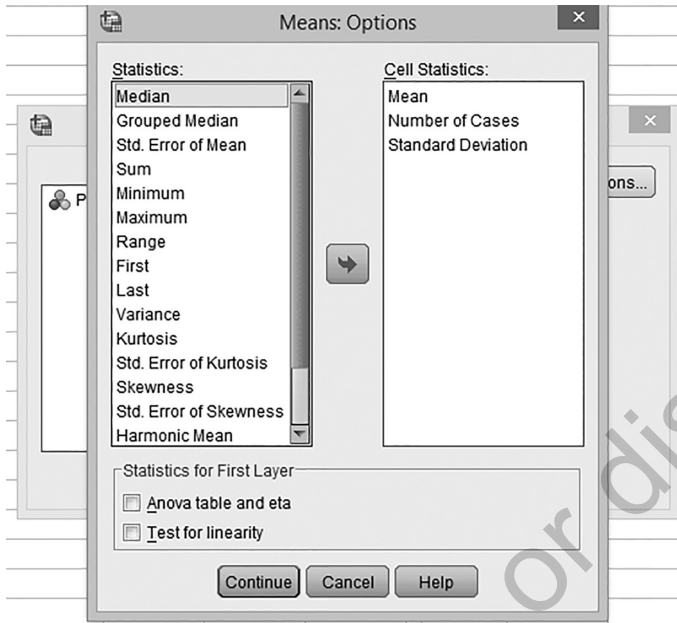 Means: Options
Statistics:
Median
Grouped Median
Std. Error of Mean
Sum
Minimum
Maximum
Range
First
Last
Variance
Kurtosis
Std. Error of Kurtosis
Skewness
Std. Error of Skewness
Harmonic Mean
Cell Statistics:
Mean
Number of Cases
Standard Deviation
P
ons...
Statistics for First Layer
Anova table and eta
Test for linearity
Continue Cancel Help
or dis